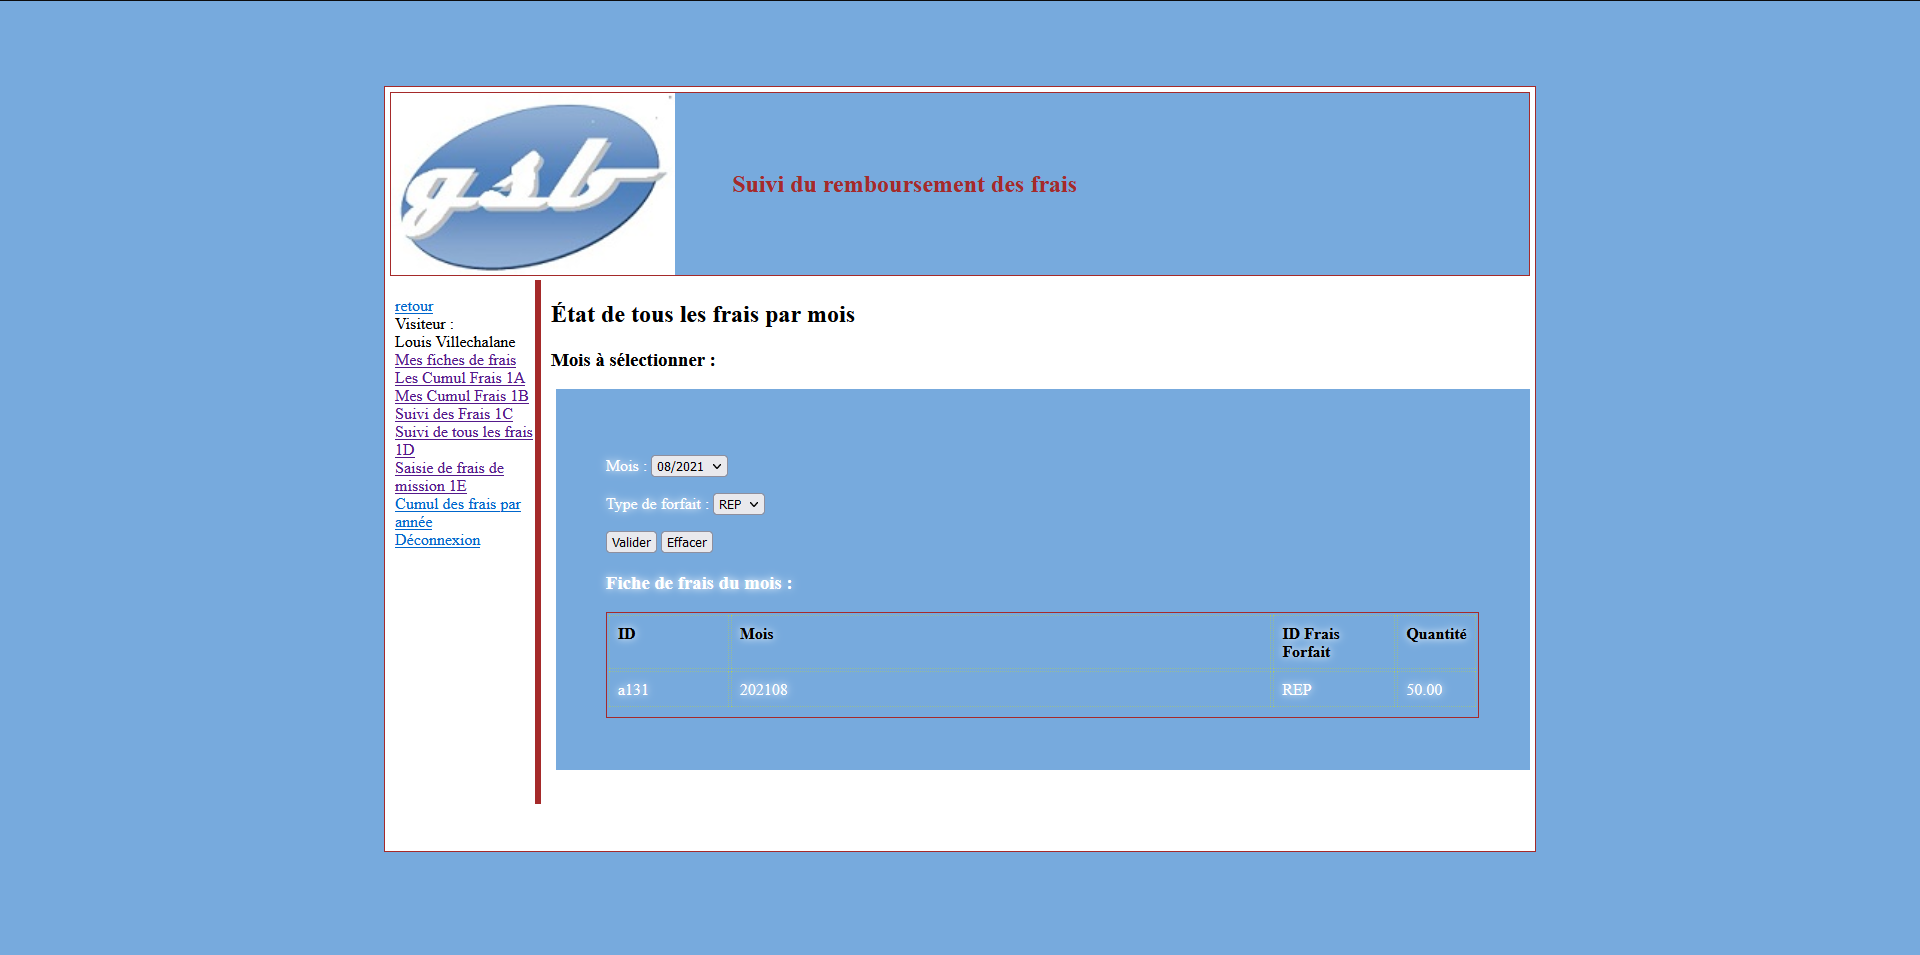 gsb
Suivi du remboursement des frais
retour
Visiteur :
Louis Villechalane
Mes fiches de frais
Les Cumul Frais 1A
Mes Cumul Frais 1B
Suivi des Frais 1C
Suivi de tous les frais
1D
Saisie de frais de
mission 1E
Cumul des frais par
année
Déconnexion
État de tous les frais par mois
Mois à sélectionner :
Mois : 08/2021
Type de forfait : REP
Valider Effacer
Fiche de frais du mois :
ID Mois ID Frais Quantité
Forfait
a131 202108 REP 50.00